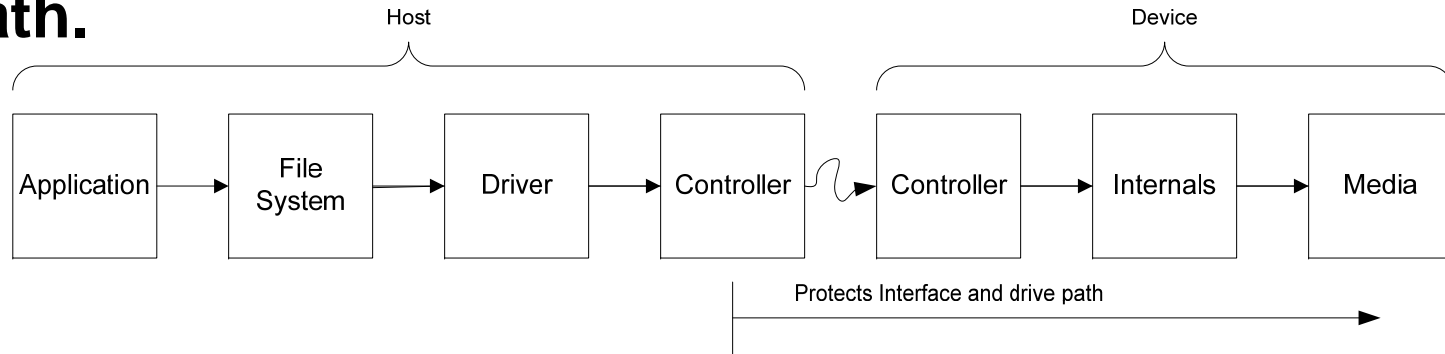 ath.
Host
Device
Application
File
System
Driver
Controller
Controller
Internals
Media
Protects Interface and drive path